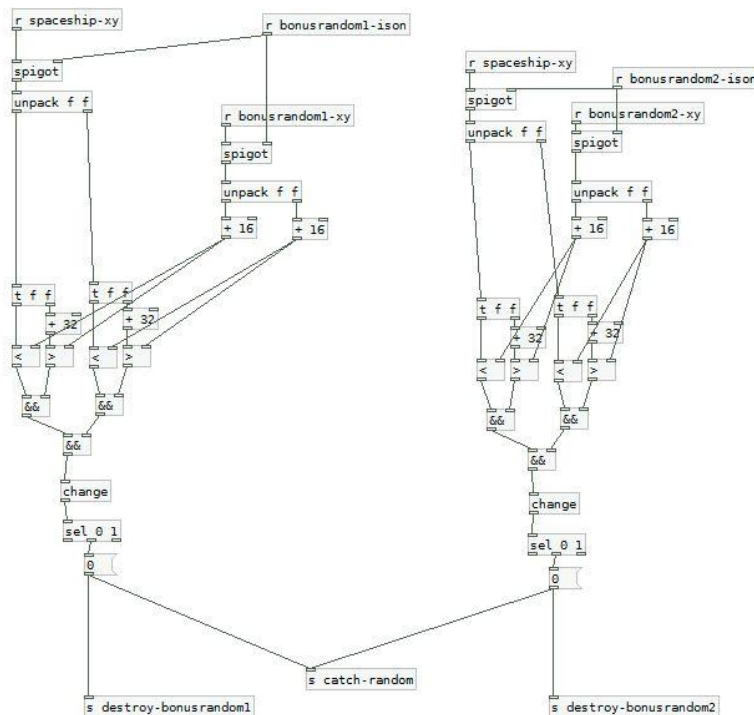 r spaceship-xy
r bonusrandom1-ison
spigot
unpack f f
r bonusrandom1-xy
spigot
unpack f f
+ 16
+ 16
t f f
t f f
+ 32
+ 32
<
>
<
>
&&
&&
&&
change
sel 0 1
0
s destroy-bonusrandom1
r spaceship-xy
r bonusrandom2-ison
spigot
unpack f f
r bonusrandom2-xy
spigot
unpack f f
+ 16
+ 16
t f f
t f f
+ 32
+ 32
<
>
<
>
&&
&&
&&
change
sel 0 1
0
s catch-random
s destroy-bonusrandom2